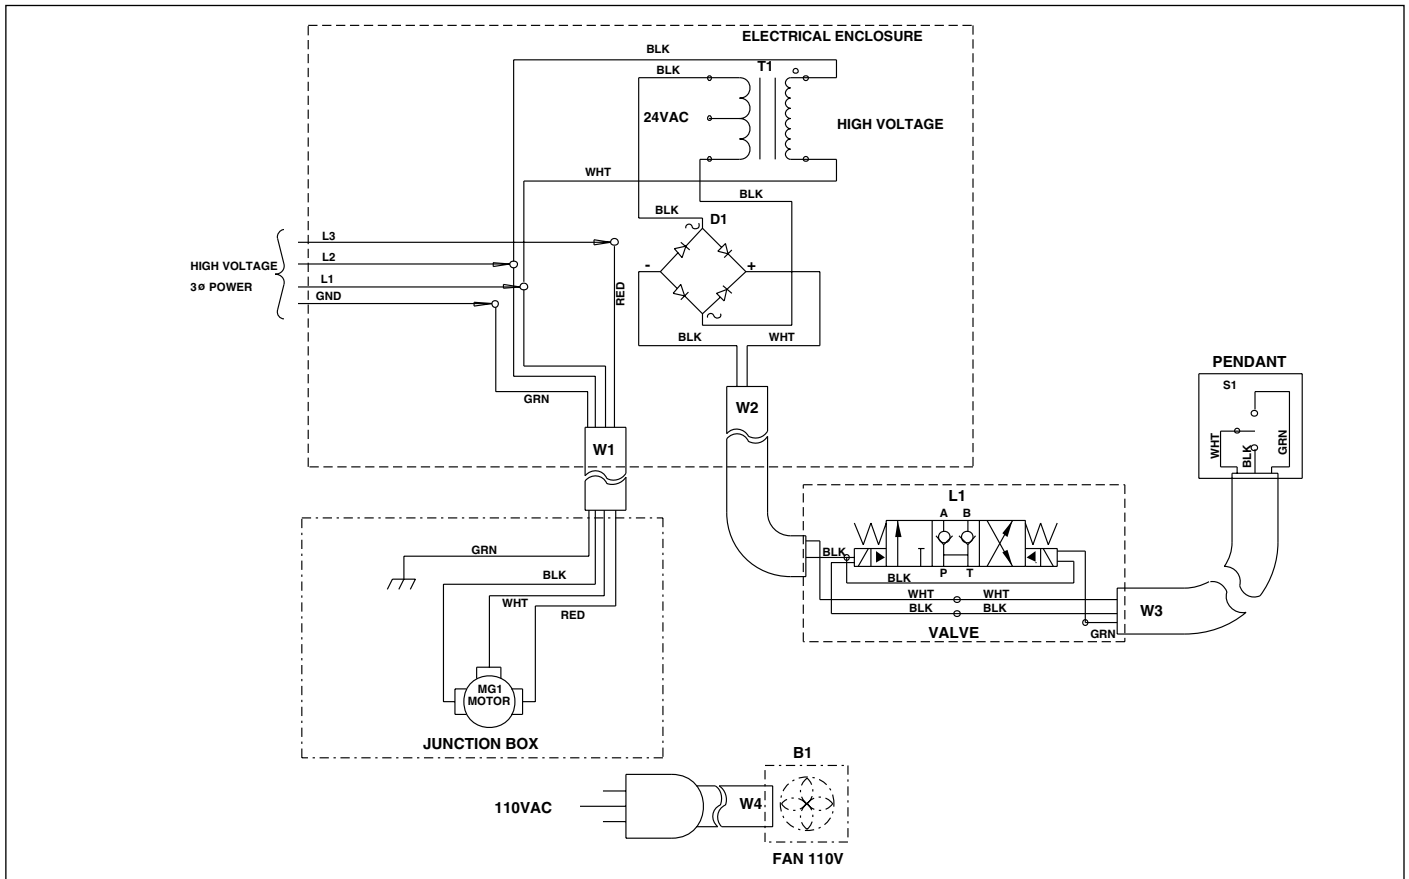 ELECTRICAL ENCLOSURE
BLK
BLK
T1
24VAC
HIGH VOLTAGE
WHT
BLK
BLK
D1
L3
L2
HIGH VOLTAGE
L1
3ø POWER
GND
-
+
RED
BLK
WHT
GRN
W2
W1
PENDANT
S1
WHT
BLK
GRN
L1
A B
BLK
P T
BLK
WHT
WHT
BLK
BLK
VALVE
GRN
W3
GRN
BLK
WHT
RED
MG1
MOTOR
JUNCTION BOX
B1
110VAC
W4
FAN 110V